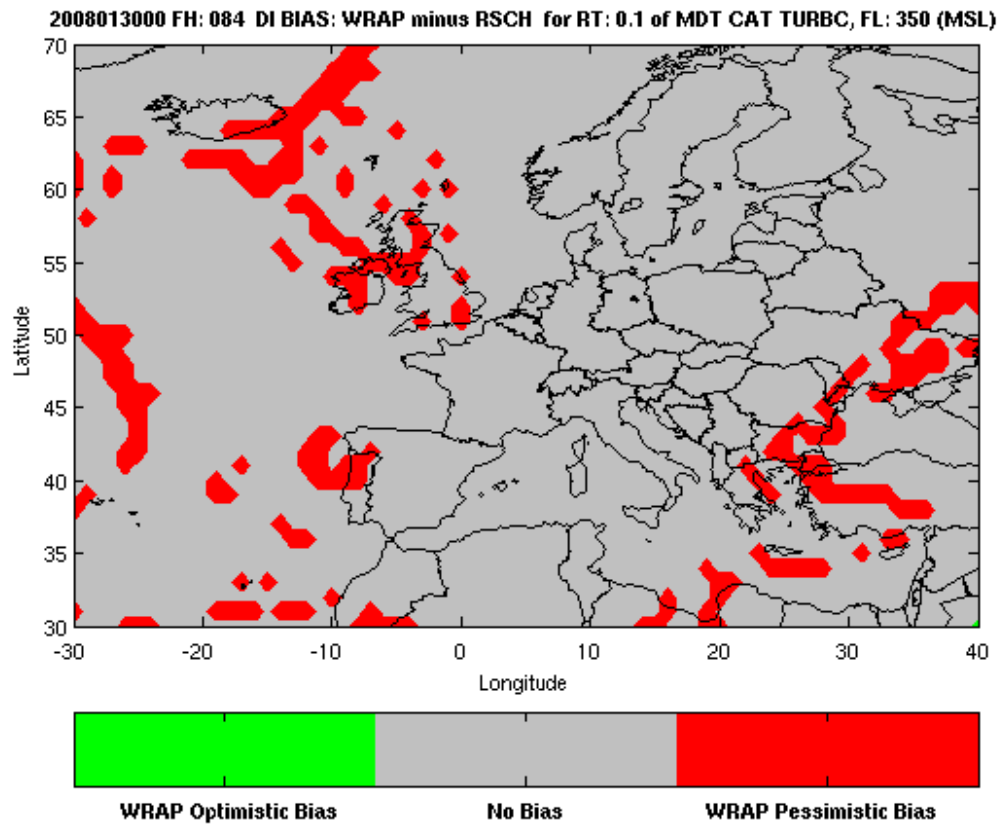 2008013000 FH: 084 DI BIAS: WRAP minus RSCH for RT: 0.1 of MDT CAT TURBC, FL: 350 (MSL)
70
65
60
55
50
45
40
35
30
Latitude
-30 -20 -10 0 10 20 30 40
Longitude
WRAP Optimistic Bias No Bias WRAP Pessimistic Bias